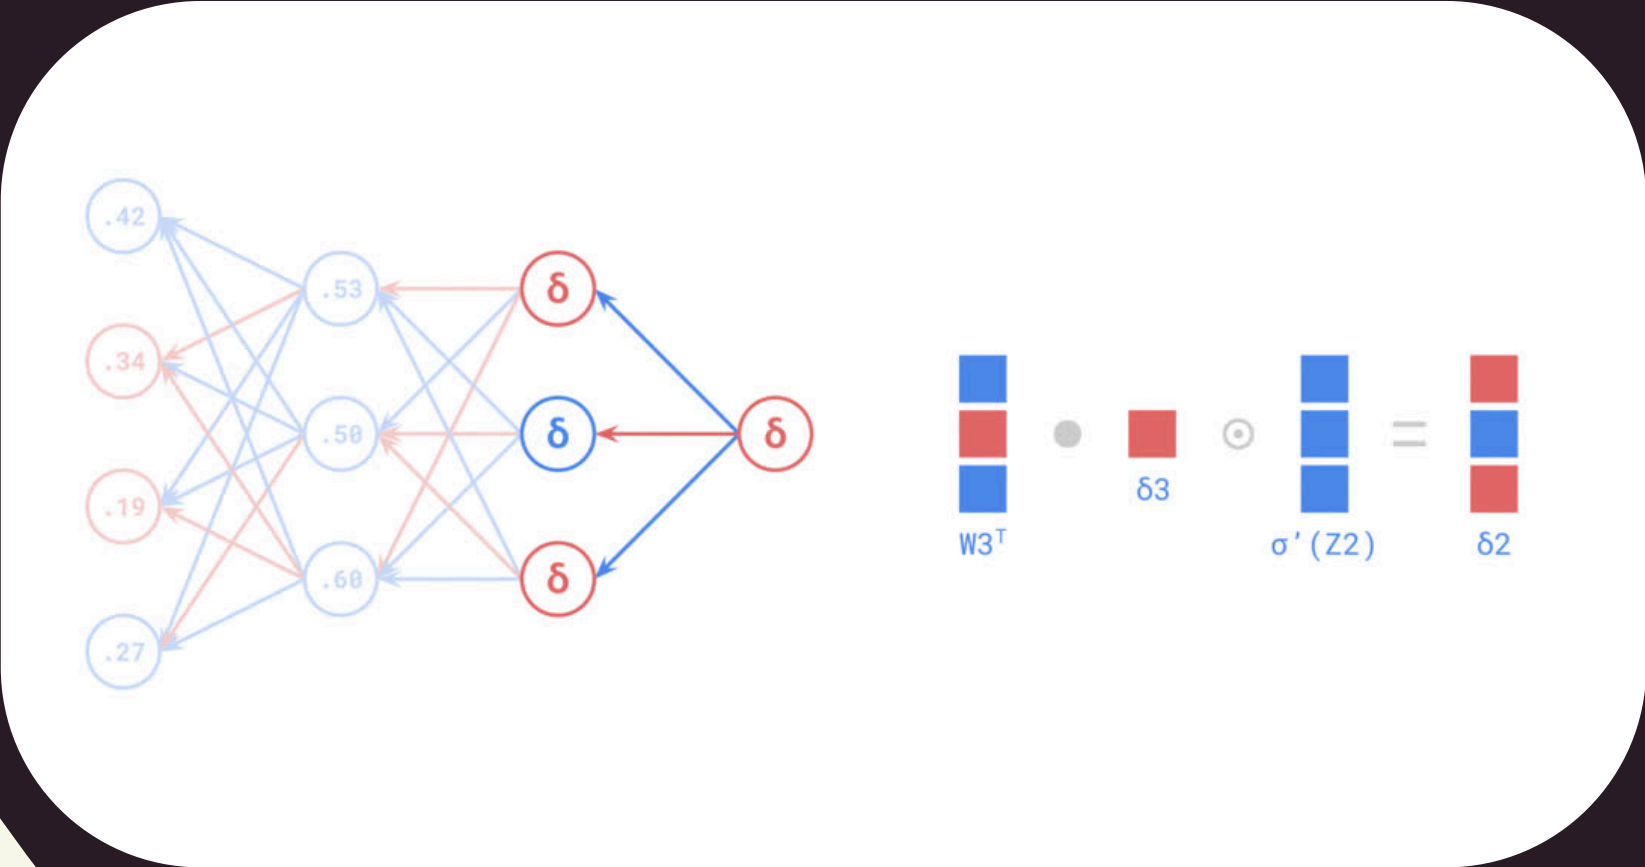 .42
.34
.19
.27
.53
.50
.60
δ
δ
δ
δ
W3ᵀ
δ3
σ’(Z2)
=
δ2